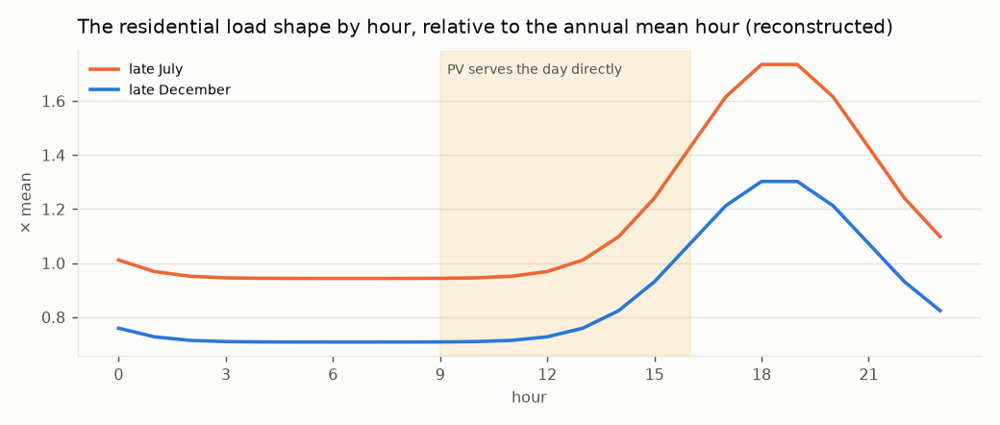 The residential load shape by hour, relative to the annual mean hour (reconstructed)
late July
late December
PV serves the day directly
× mean
1.6
1.4
1.2
1.0
0.8
0 3 6 9 12 15 18 21
hour